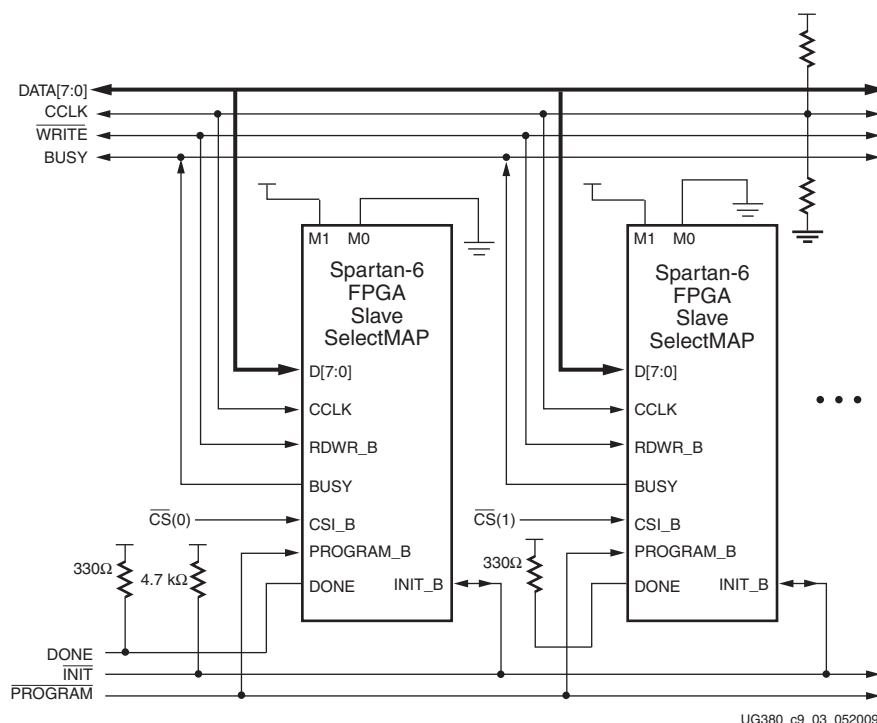 DATA[7:0]
CCLK
WRITE
BUSY
M1 M0
Spartan-6
FPGA
Slave
SelectMAP
D[7:0]
CCLK
RDWR_B
BUSY
CS(0)
CSI_B
PROGRAM_B
DONE
INIT_B
M1 M0
Spartan-6
FPGA
Slave
SelectMAP
D[7:0]
CCLK
RDWR_B
BUSY
CS(1)
CSI_B
PROGRAM_B
DONE
INIT_B
330Ω
4.7 kΩ
330Ω
DONE
INIT
PROGRAM
UG380_c9_03_052009